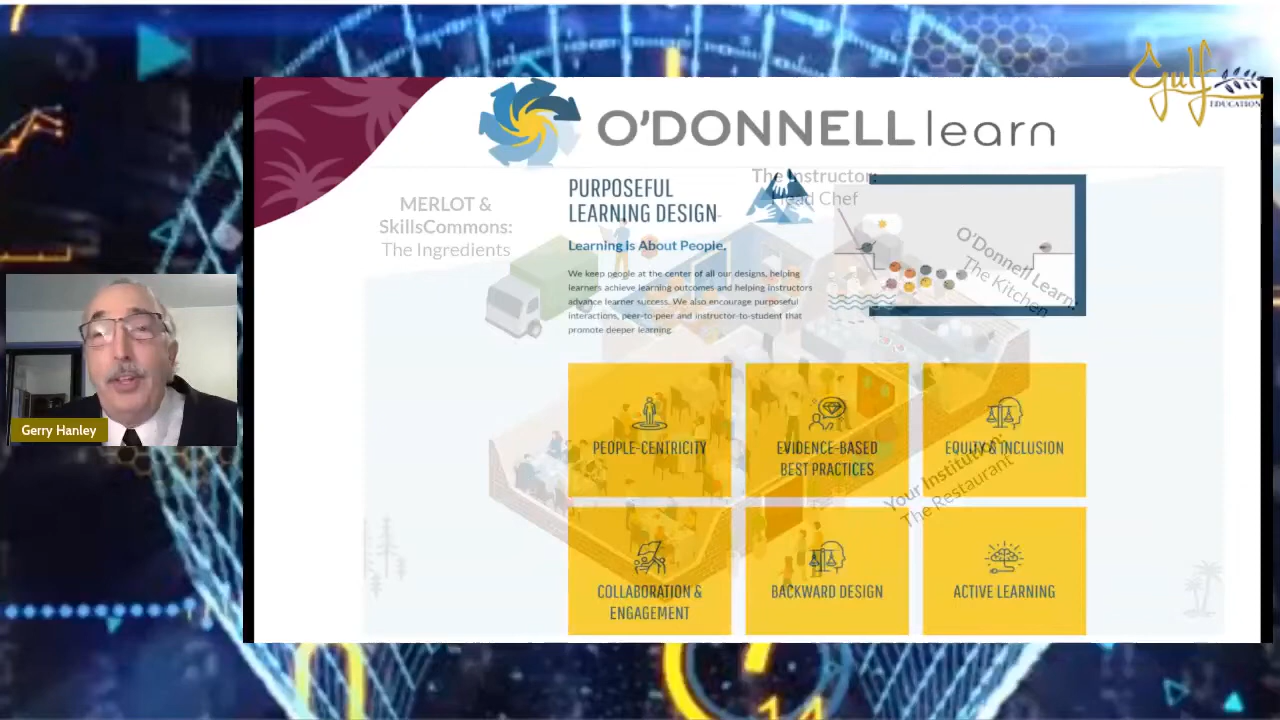 Gulf
EDUCATION
O'DONNELL learn
MERLOT &
SkillsCommons:
The Ingredients
PURPOSEFUL
LEARNING DESIGN
Learning is About People.
We keep people at the center of all our designs, helping
learners achieve learning outcomes and helping instructors
advance learner success. We also encourage purposeful
interactions, peer-to-peer and instructor-to-student that
promote deeper learning.
The Instructor:
Head Chef
O'Donnell Learn:
The Kitchen
PEOPLE-CENTRICITY
EVIDENCE-BASED
BEST PRACTICES
EQUITY & INCLUSION
Your Institution:
The Restaurant
COLLABORATION &
ENGAGEMENT
BACKWARD DESIGN
ACTIVE LEARNING
Gerry Hanley
14